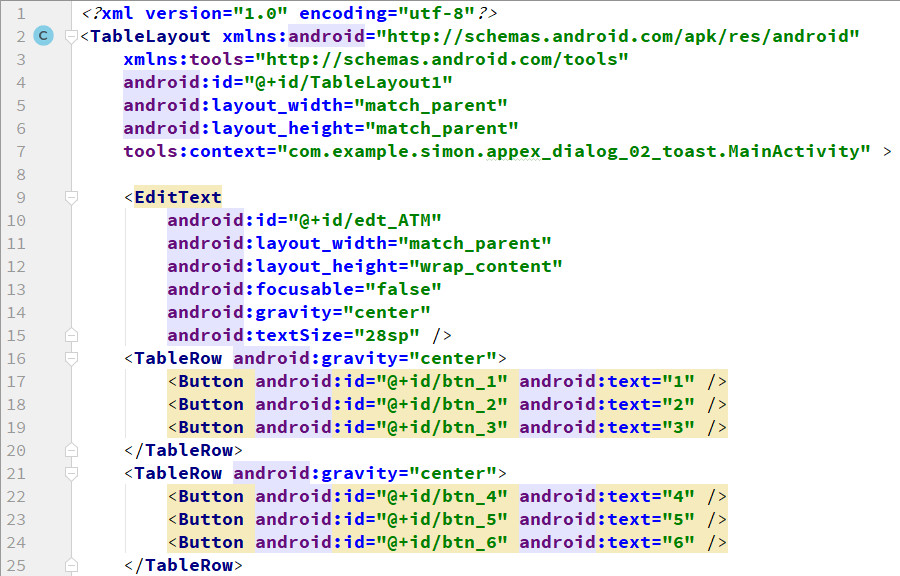 1 <?xml version="1.0" encoding="utf-8"?>
2 C <TableLayout xmlns:android="http://schemas.android.com/apk/res/android"
3 xmlns:tools="http://schemas.android.com/tools"
4 android:id="@+id/TableLayout1"
5 android:layout_width="match_parent"
6 android:layout_height="match_parent"
7 tools:context="com.example.simon.appex_dialog_02_toast.MainActivity" >
8
9 <EditText
10 android:id="@+id/edt_ATM"
11 android:layout_width="match_parent"
12 android:layout_height="wrap_content"
13 android:focusable="false"
14 android:gravity="center"
15 android:textSize="28sp" />
16 <TableRow android:gravity="center">
17 <Button android:id="@+id/btn_1" android:text="1" />
18 <Button android:id="@+id/btn_2" android:text="2" />
19 <Button android:id="@+id/btn_3" android:text="3" />
20 </TableRow>
21 <TableRow android:gravity="center">
22 <Button android:id="@+id/btn_4" android:text="4" />
23 <Button android:id="@+id/btn_5" android:text="5" />
24 <Button android:id="@+id/btn_6" android:text="6" />
25 </TableRow>